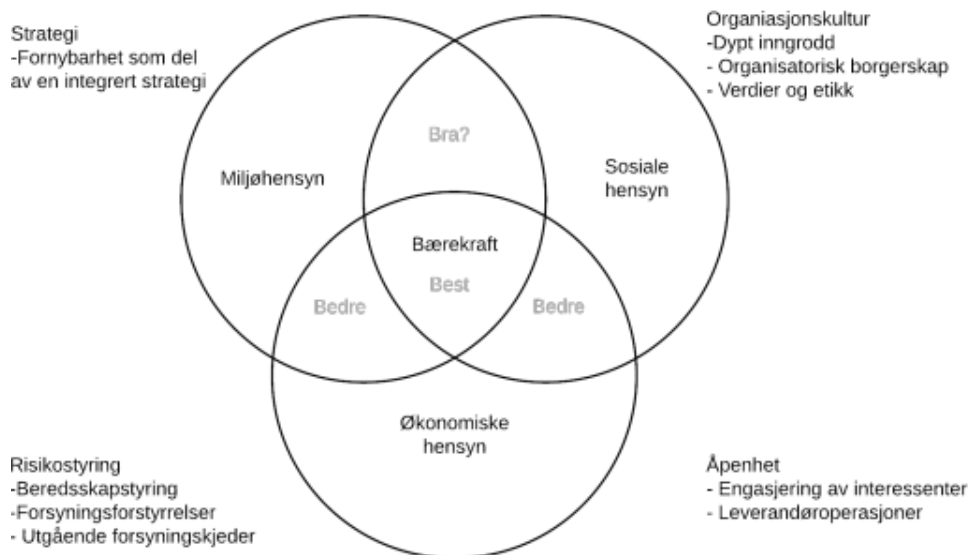 Strategi
-Fornybarhet som del
av en integrert strategi
Organiasjonskultur
-Dypt inngrodd
- Organisatorisk borgerskap
- Verdier og etikk
Bra?
Miljøhensyn
Sosiale
hensyn
Bærekraft
Best
Bedre
Bedre
Økonomiske
hensyn
Risikostyring
-Beredsskapstyring
-Forsyningsforstyrrelser
- Utgående forsyningskjeder
Åpenhet
- Engasjering av interessenter
- Leverandøroperasjoner